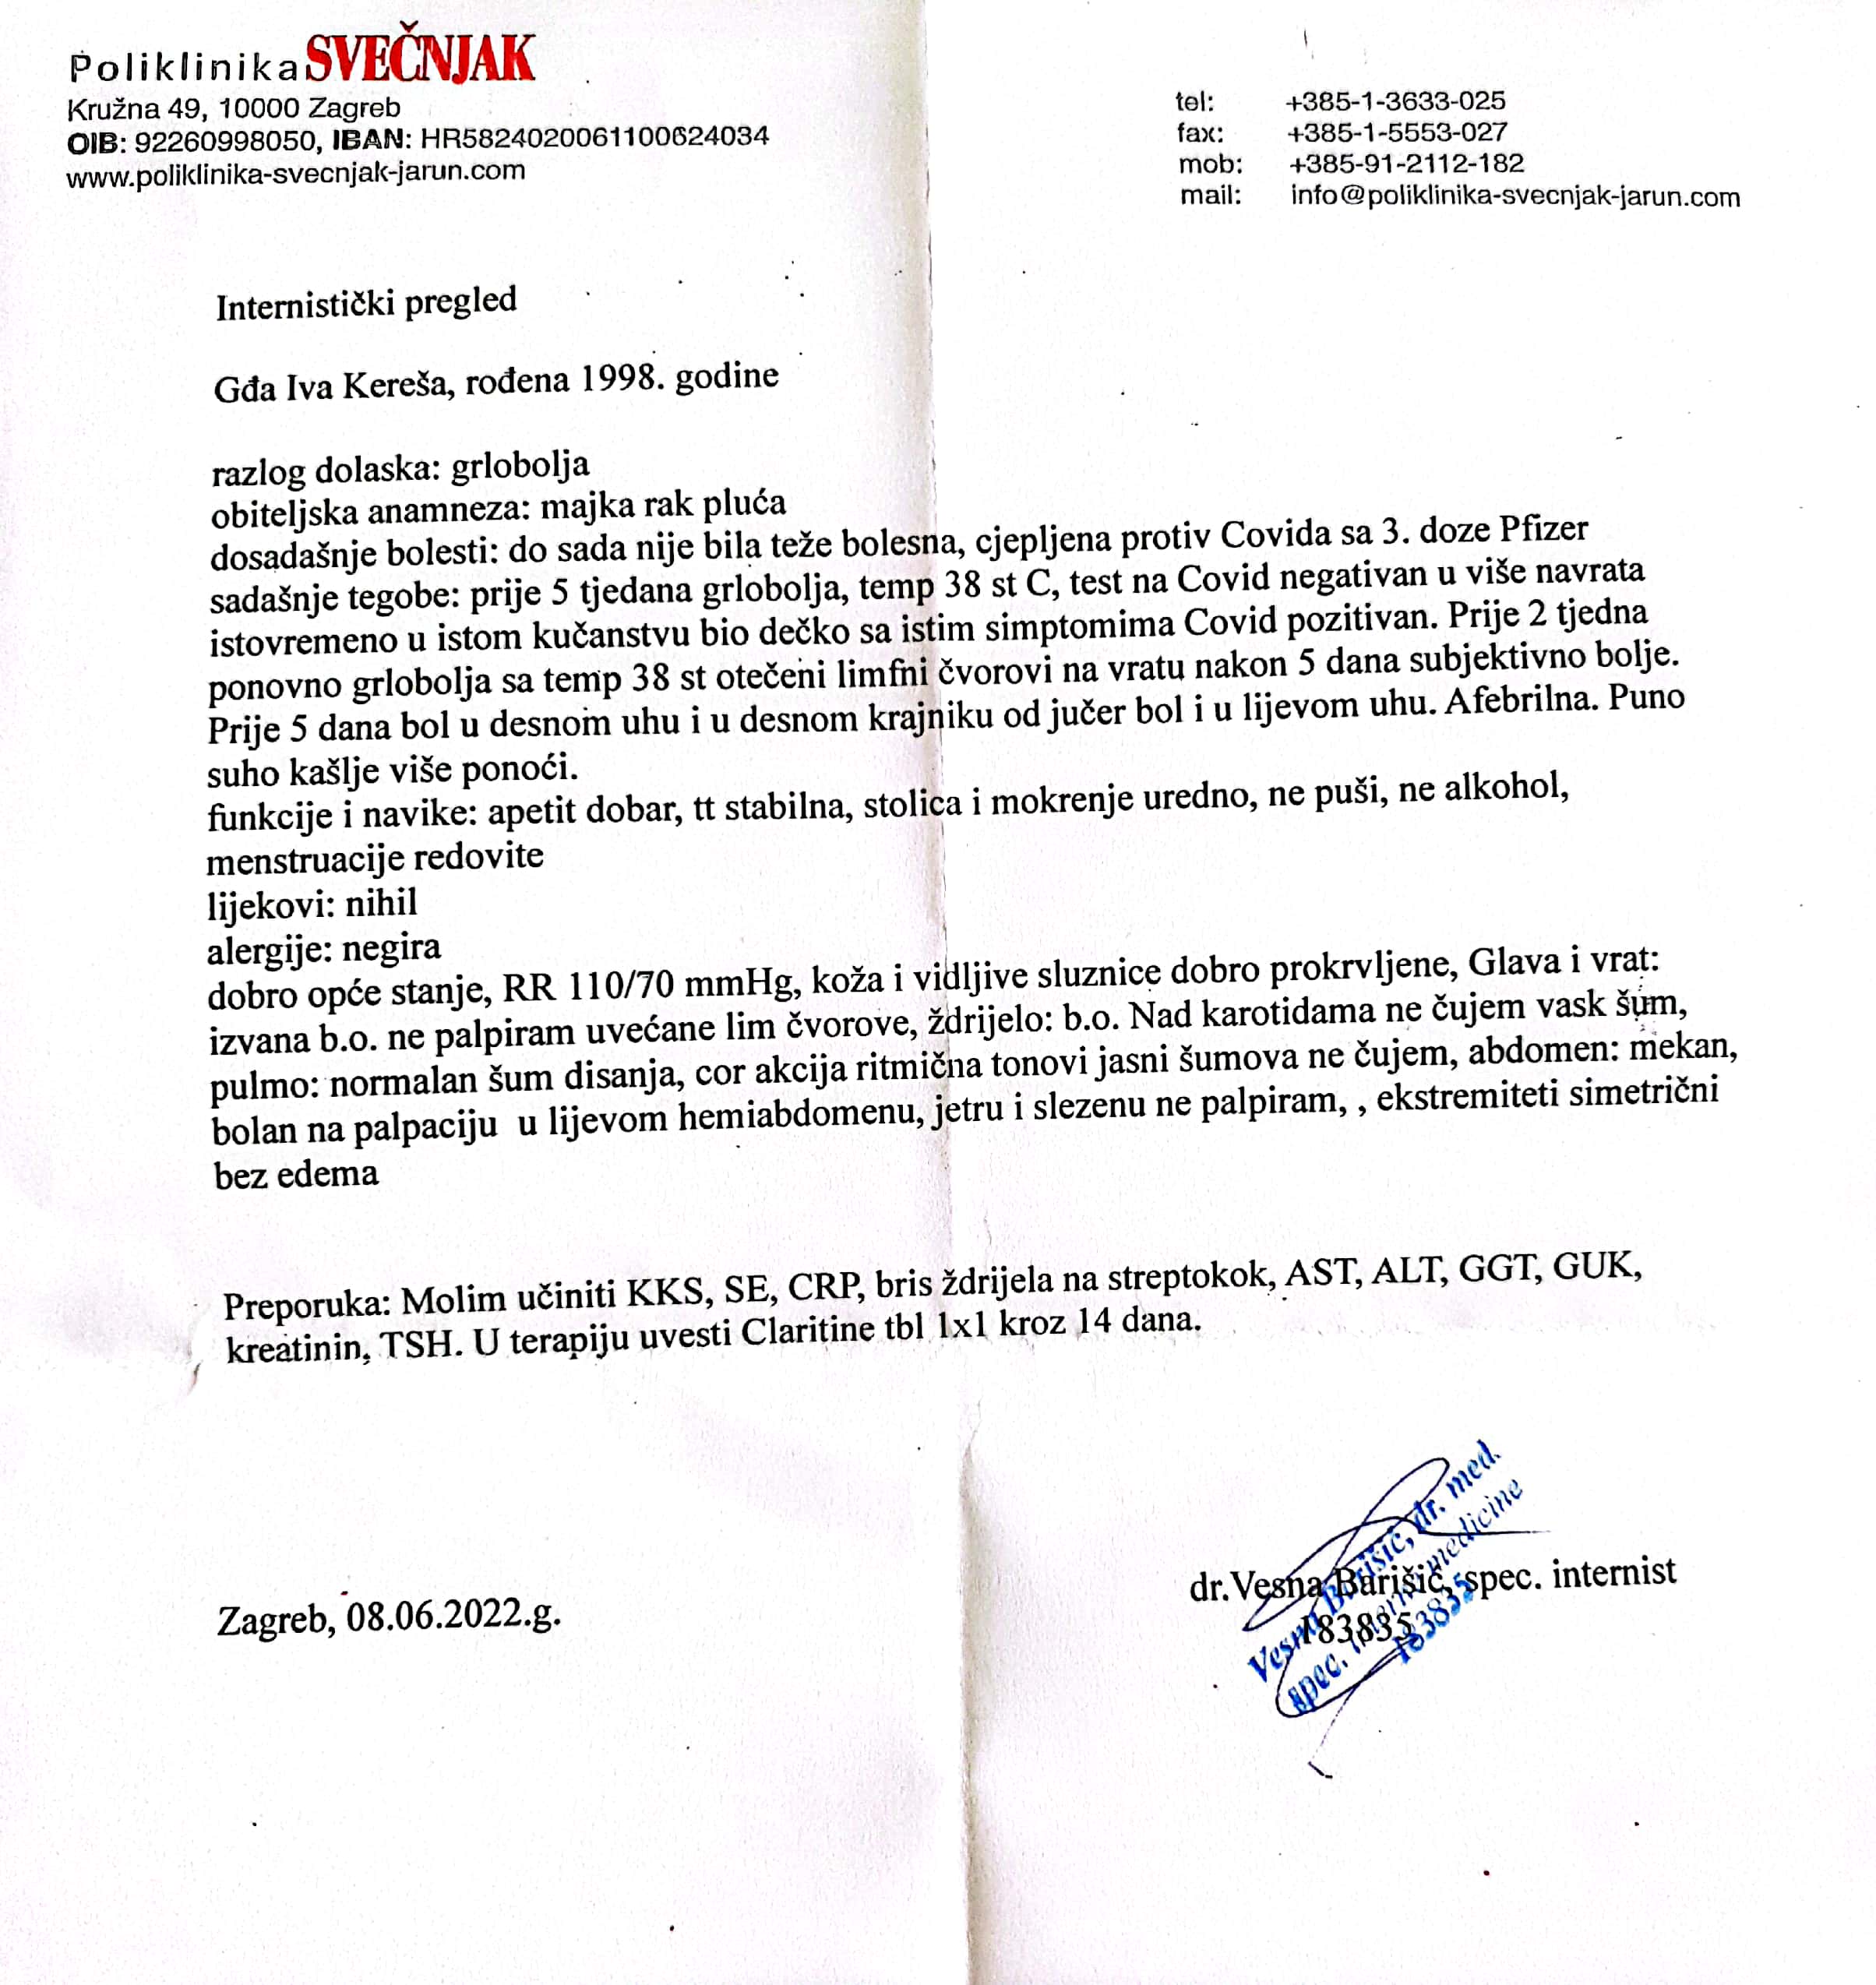 Poliklinika SVEČNJAK
Kružna 49, 10000 Zagreb
OIB: 92260998050, IBAN: HR5824020061100624034
www.poliklinika-svecnjak-jarun.com
tel: +385-1-3633-025
fax: +385-1-5553-027
mob: +385-91-2112-182
mail: info@poliklinika-svecnjak-jarun.com
Internistički pregled
Gđa Iva Kereša, rođena 1998. godine
razlog dolaska: grlobolja
obiteljska anamneza: majka rak pluća
dosadašnje bolesti: do sada nije bila teže bolesna, cjepljena protiv Covida sa 3. doze Pfizer
sadašnje tegobe: prije 5 tjedana grlobolja, temp 38 st C, test na Covid negativan u više navrata
istovremeno u istom kučanstvu bio dečko sa istim simptomima Covid pozitivan. Prije 2 tjedna
ponovno grlobolja sa temp 38 st otečeni limfni čvorovi na vratu nakon 5 dana subjektivno bolje.
Prije 5 dana bol u desnom uhu i u desnom krajniku od jučer bol i u lijevom uhu. Afebrilna. Puno
suho kašlje više ponoći.
funkcije i navike: apetit dobar, tt stabilna, stolica i mokrenje uredno, ne puši, ne alkohol,
menstruacije redovite
lijekovi: nihil
alergije: negira
dobro opće stanje, RR 110/70 mmHg, koža i vidljive sluznice dobro prokrvljene, Glava i vrat:
izvana b.o. ne palpiram uvećane lim čvorove, ždrijelo: b.o. Nad karotidama ne čujem vask šum,
pulmo: normalan šum disanja, cor akcija ritmična tonovi jasni šumova ne čujem, abdomen: mekan,
bolan na palpaciju u lijevom hemiabdomenu, jetru i slezenu ne palpiram, , ekstremiteti simetrični
bez edema
Preporuka: Molim učiniti KKS, SE, CRP, bris ždrijela na streptokok, AST, ALT, GGT, GUK,
kreatinin, TSH. U terapiju uvesti Claritine tbl 1x1 kroz 14 dana.
Zagreb, 08.06.2022.g.
dr.Vesna Barišić, spec. internist
183835
Vesna Barišić, dr. med.
spec. interne medicine
183835